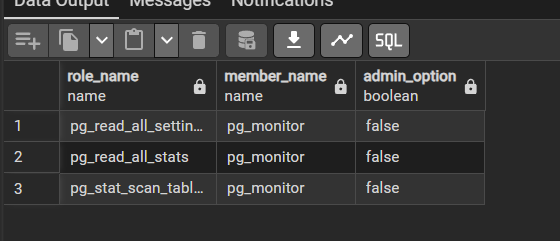 Data Output Messages Notifications
SQL
role_name member_name admin_option
name name boolean
1 pg_read_all_settin... pg_monitor false
2 pg_read_all_stats pg_monitor false
3 pg_stat_scan_tabl... pg_monitor false